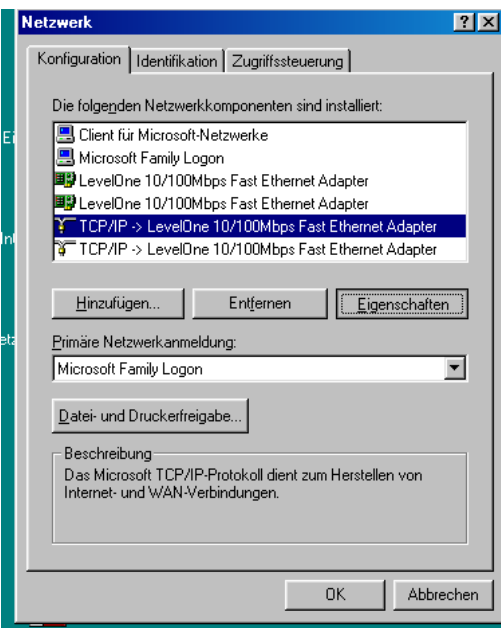 Netzwerk
Konfiguration
Identifikation
Zugriffssteuerung
Die folgenden Netzwerkkomponenten sind installiert:
Client für Microsoft-Netzwerke
Microsoft Family Logon
LevelOne 10/100Mbps Fast Ethernet Adapter
LevelOne 10/100Mbps Fast Ethernet Adapter
TCP/IP -> LevelOne 10/100Mbps Fast Ethernet Adapter
TCP/IP -> LevelOne 10/100Mbps Fast Ethernet Adapter
Hinzufügen...
Entfernen
Eigenschaften
Primäre Netzwerkanmeldung:
Microsoft Family Logon
Datei- und Druckerfreigabe...
Beschreibung
Das Microsoft TCP/IP-Protokoll dient zum Herstellen von
Internet- und WAN-Verbindungen.
OK
Abbrechen